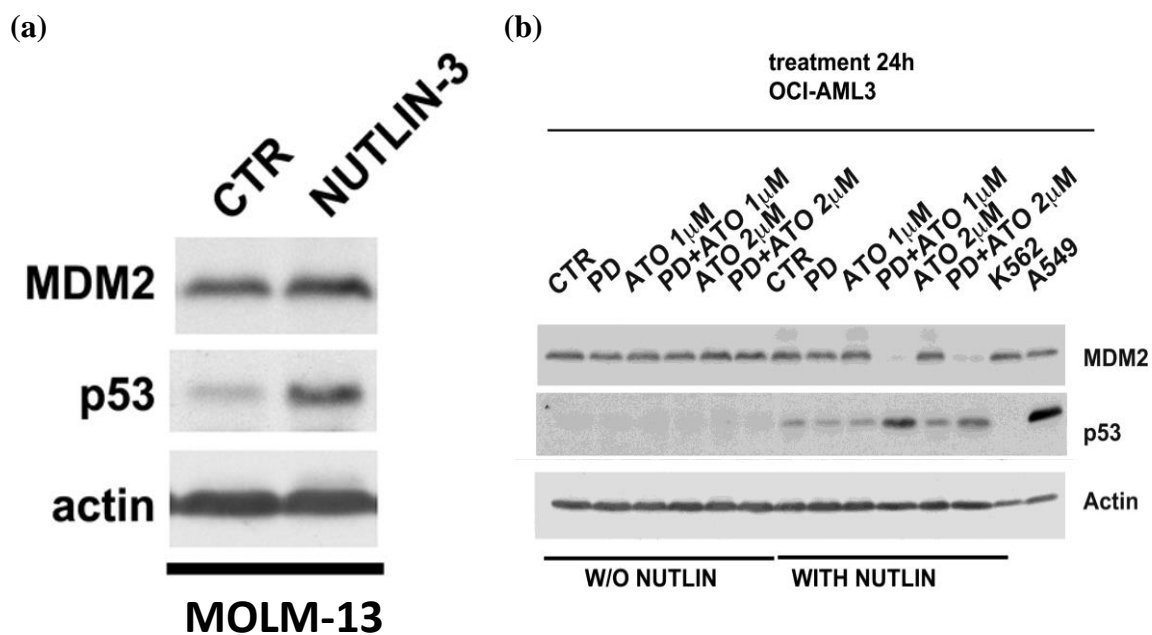 (a)
CTR
NUTLIN-3
MDM2
p53
actin
MOLM-13
(b)
treatment 24h
OCI-AML3
CTR
PD
ATO 1μM
PD+ATO 1μM
ATO 2μM
PD+ATO 2μM
CTR
PD
ATO 1μM
PD+ATO 1μM
ATO 2μM
PD+ATO 2μM
K562
A549
MDM2
p53
Actin
W/O NUTLIN
WITH NUTLIN